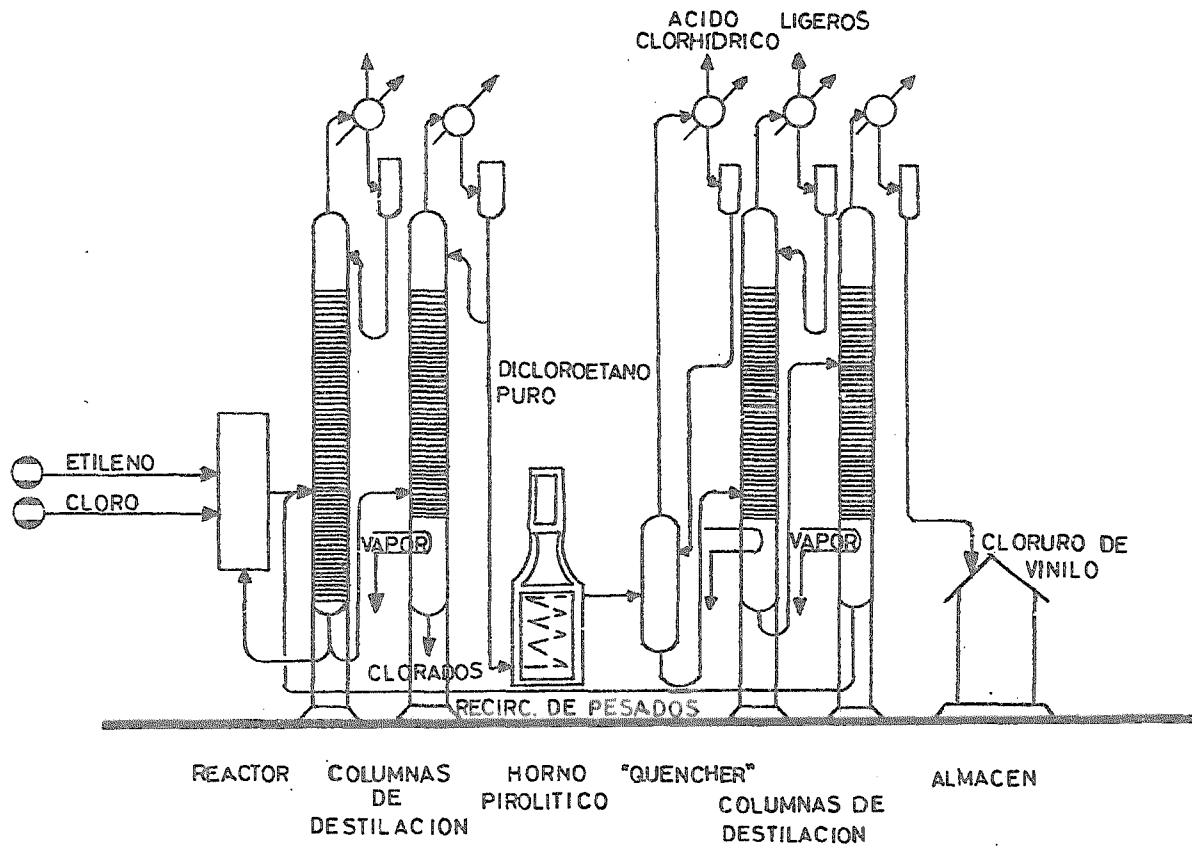 ACIDO
CLORHÍDRICO
LIGEROS
DICLOROETANO
PURO
ETILENO
CLORO
VAPOR
VAPOR
CLORURO DE
VINILO
CLORADOS
RECIRC. DE PESADOS
REACTOR
COLUMNAS
DE
DESTILACION
HORNO
PIROLITICO
"QUENCHER"
COLUMNAS DE
DESTILACION
ALMACEN